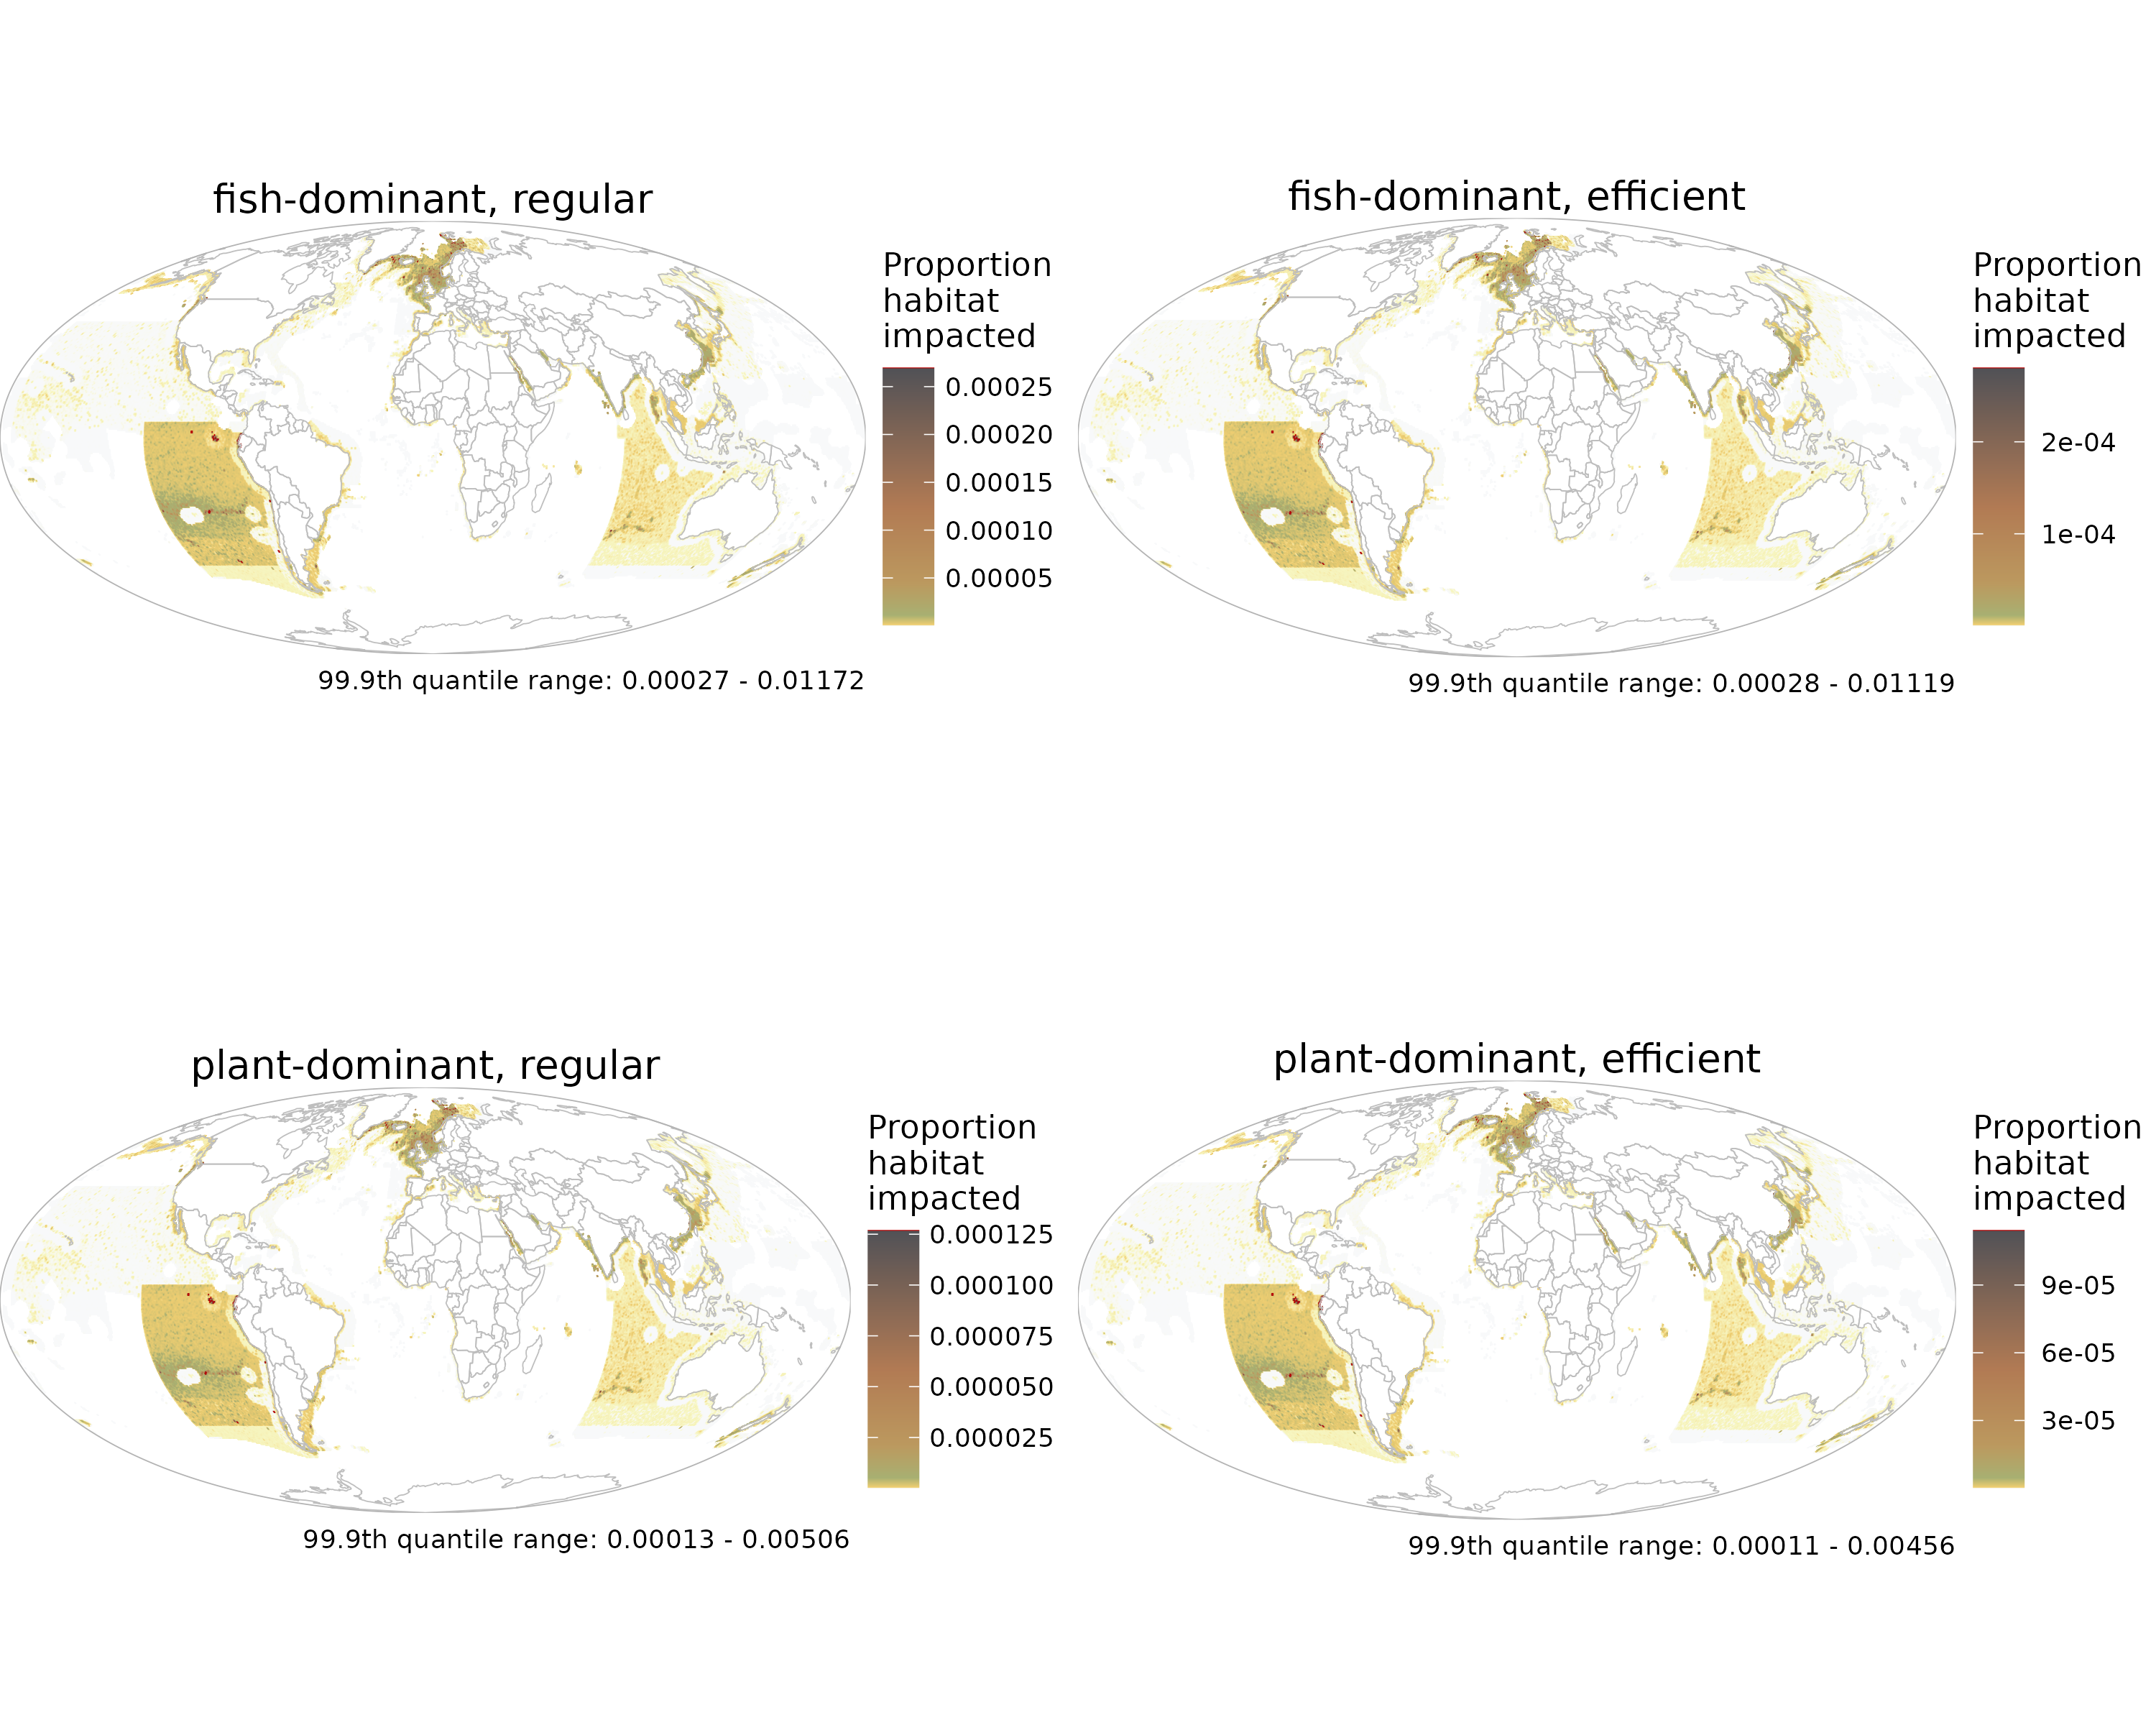 fish-dominant, regular
Proportion
habitat
impacted
0.00025
0.00020
0.00015
0.00010
0.00005
99.9th quantile range: 0.00027 - 0.01172
fish-dominant, efficient
Proportion
habitat
impacted
2e-04
1e-04
99.9th quantile range: 0.00028 - 0.01119
plant-dominant, regular
Proportion
habitat
impacted
0.000125
0.000100
0.000075
0.000050
0.000025
99.9th quantile range: 0.00013 - 0.00506
plant-dominant, efficient
Proportion
habitat
impacted
9e-05
6e-05
3e-05
99.9th quantile range: 0.00011 - 0.00456